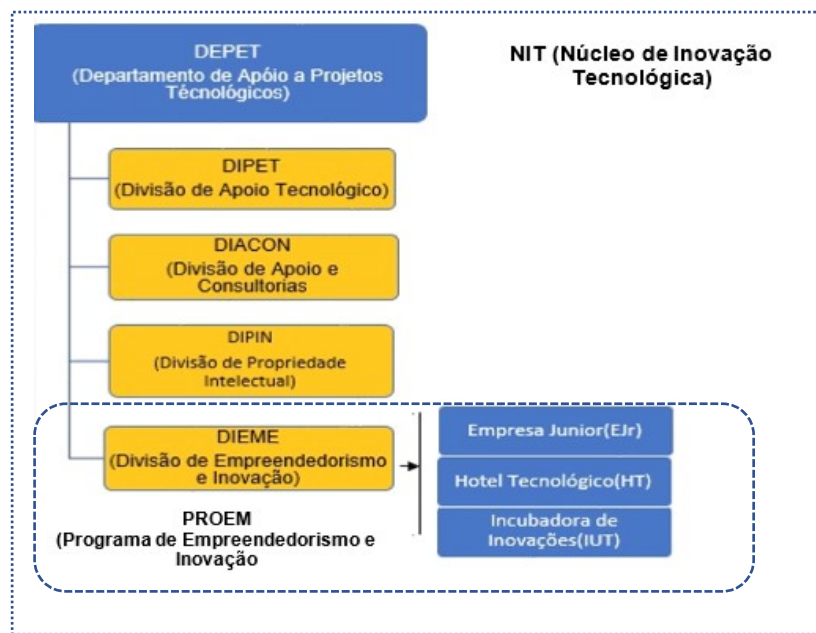 DEPET
(Departamento de Apóio a Projetos
Técnológicos)
NIT (Núcleo de Inovação
Tecnológica)
DIPET
(Divisão de Apoio Tecnológico)
DIACON
(Divisão de Apoio e
Consultorias
DIPIN
(Divisão de Propriedade
Intelectual)
DIEME
(Divisão de Empreendedorismo
e Inovação)
Empresa Junior(EJr)
Hotel Tecnológico(HT)
Incubadora de
Inovações(IUT)
PROEM
(Programa de Empreendedorismo e
Inovação